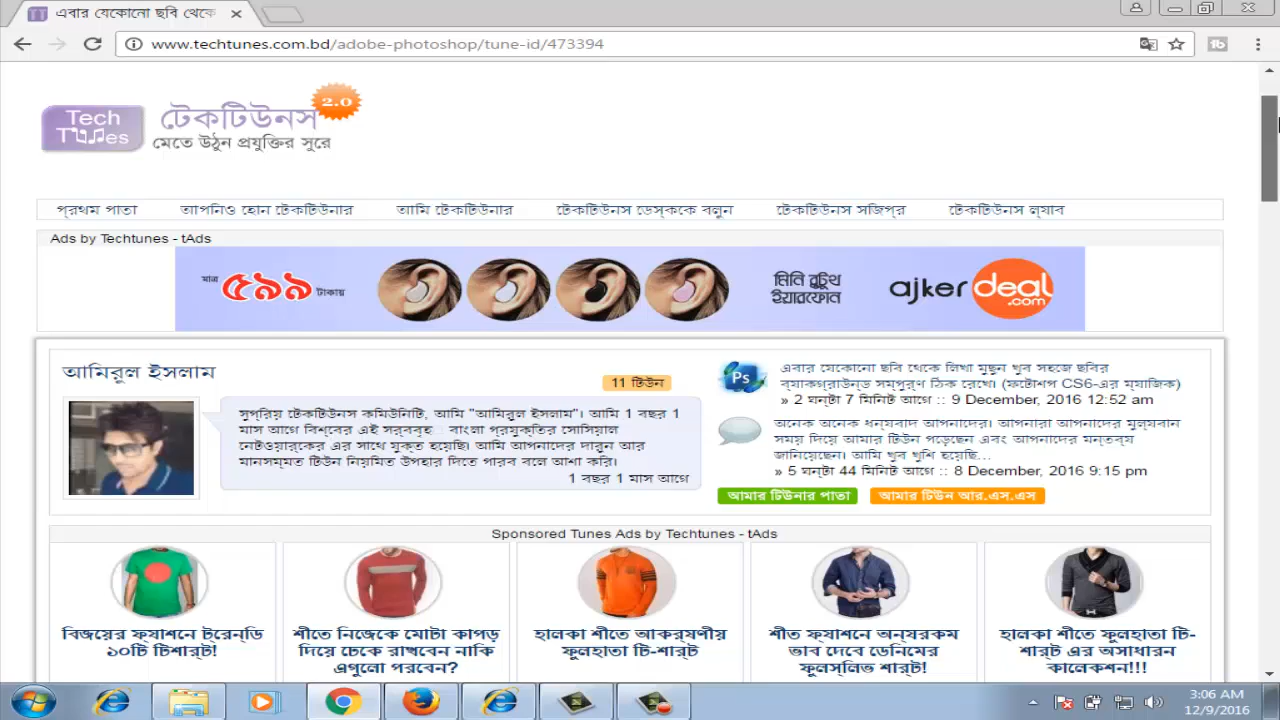 এবার যেকোনো ছবি থেকে
www.techtunes.com.bd/adobe-photoshop/tune-id/473394
Tech
Tunes
টেকটিউনস
2.0
মেতে উঠুন প্রযুক্তির সুরে
প্রথম পাতা আপনিও হোন টেকটিউনার আমি টেকটিউনার টেকটিউনস ডেস্ককে বলুন টেকটিউনস সজিপ্র টেকটিউনস ল্যাব
Ads by Techtunes - tAds
মাত্র ৫৯৯ টাকায়
মিনি ব্লুটুথ
ইয়ারফোন
ajkerdeal.com
আমিরুল ইসলাম
11 টিউন
সুপ্রিয় টেকটিউনস কমিউনিটি, আমি "আমিরুল ইসলাম"। আমি 1 বছর 1
মাস আগে বিশ্বের এই সর্ববৃহৎ বাংলা প্রযুক্তির সোসিয়াল
নেটওয়ার্কের এর সাথে যুক্ত হয়েছি। আমি আপনাদের দারুন আর
মানসম্মত টিউন নিয়মিত উপহার দিতে পারব বলে আশা করি।
1 বছর 1 মাস আগে
Ps
এবার যেকোনো ছবি থেকে লিখা মুছুন খুব সহজে ছবির
ব্যাকগ্রাউন্ড সম্পুর্ণ ঠিক রেখে। (ফটোশপ CS6-এর ম্যাজিক)
» 2 ঘন্টা 7 মিনিট আগে :: 9 December, 2016 12:52 am
অনেক অনেক ধন্যবাদ আপনাদের। আপনারা আপনাদের মুল্যবান
সময় দিয়ে আমার টিউন পড়েছেন এবং আপনাদের মন্তব্য
জানিয়েছেন। আমি খুব খুশি হয়েছি...
» 5 ঘন্টা 44 মিনিট আগে :: 8 December, 2016 9:15 pm
আমার টিউনার পাতা আমার টিউন আর.এস.এস
Sponsored Tunes Ads by Techtunes - tAds
বিজয়ের ফ্যাশনে ট্রেন্ডি
১০টি টিশার্ট!
শীতে নিজেকে মোটা কাপড়
দিয়ে ঢেকে রাখবেন নাকি
এগুলো পরবেন?
হালকা শীতে আকর্ষণীয়
ফুলহাতা টি-শার্ট
শীত ফ্যাশনে অন্যরকম
ভাব দেবে ডেনিমের
ফুলস্লিভ শার্ট!
হালকা শীতে ফুলহাতা টি-
শার্ট এর অসাধারন
কালেকশন!!!
3:06 AM
12/9/2016